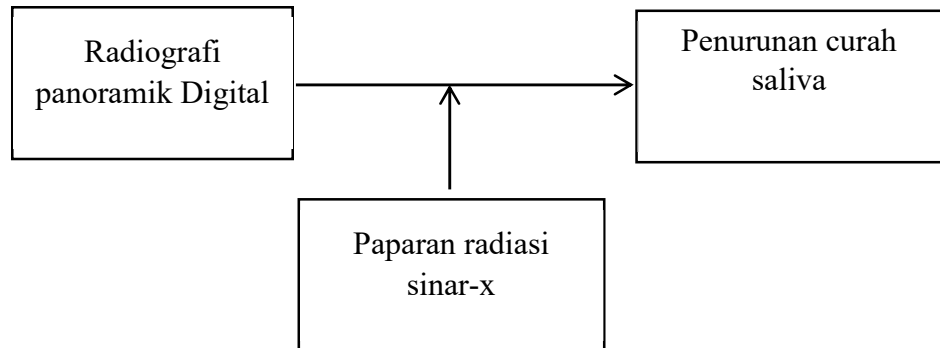 Radiografi
panoramik Digital
Penurunan curah
saliva
Paparan radiasi
sinar-x